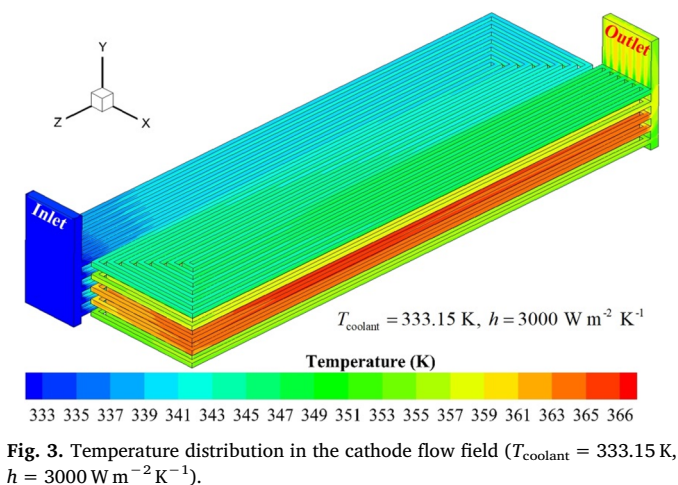 Outlet
Y
Z
X
Inlet
T_coolant = 333.15 K, h = 3000 W m⁻² K⁻¹
Temperature (K)
333 335 337 339 341 343 345 347 349 351 353 355 357 359 361 363 365 366
Fig. 3. Temperature distribution in the cathode flow field (T_coolant = 333.15 K,
h = 3000 W m⁻² K⁻¹).